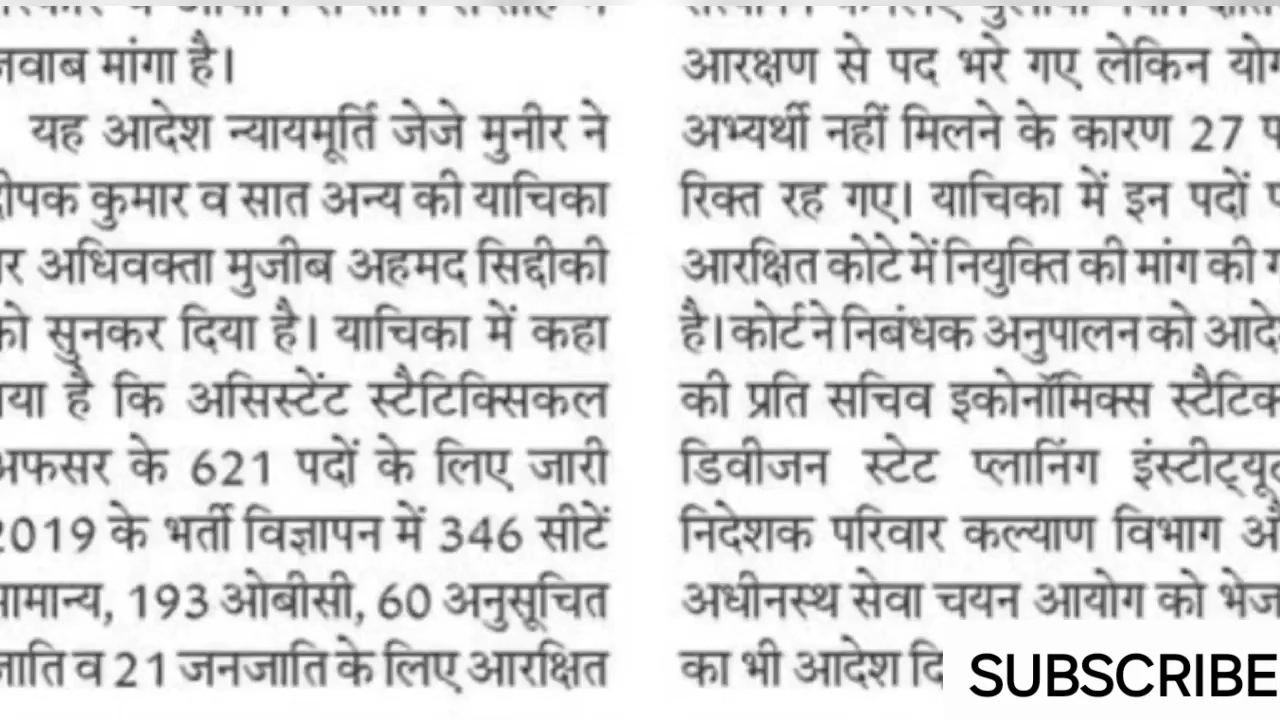 जवाब मांगा है।
यह आदेश न्यायमूर्ति जेजे मुनीर ने
दीपक कुमार व सात अन्य की याचिका
पर अधिवक्ता मुजीब अहमद सिद्दीकी
को सुनकर दिया है। याचिका में कहा
गया है कि असिस्टेंट स्टैटिक्सिकल
अफसर के 621 पदों के लिए जारी
2019 के भर्ती विज्ञापन में 346 सीटें
सामान्य, 193 ओबीसी, 60 अनुसूचित
जाति व 21 जनजाति के लिए आरक्षित
आरक्षण से पद भरे गए लेकिन
अभ्यर्थी नहीं मिलने के कारण 27
रिक्त रह गए। याचिका में इन पदों
आरक्षित कोटे में नियुक्ति की मांग की
है। कोर्ट ने निबंधक अनुपालन को
की प्रति सचिव इकोनॉमिक्स
डिवीजन स्टेट प्लानिंग
निदेशक परिवार कल्याण विभाग
अधीनस्थ सेवा चयन आयोग को
का भी आदेश
SUBSCRIBE